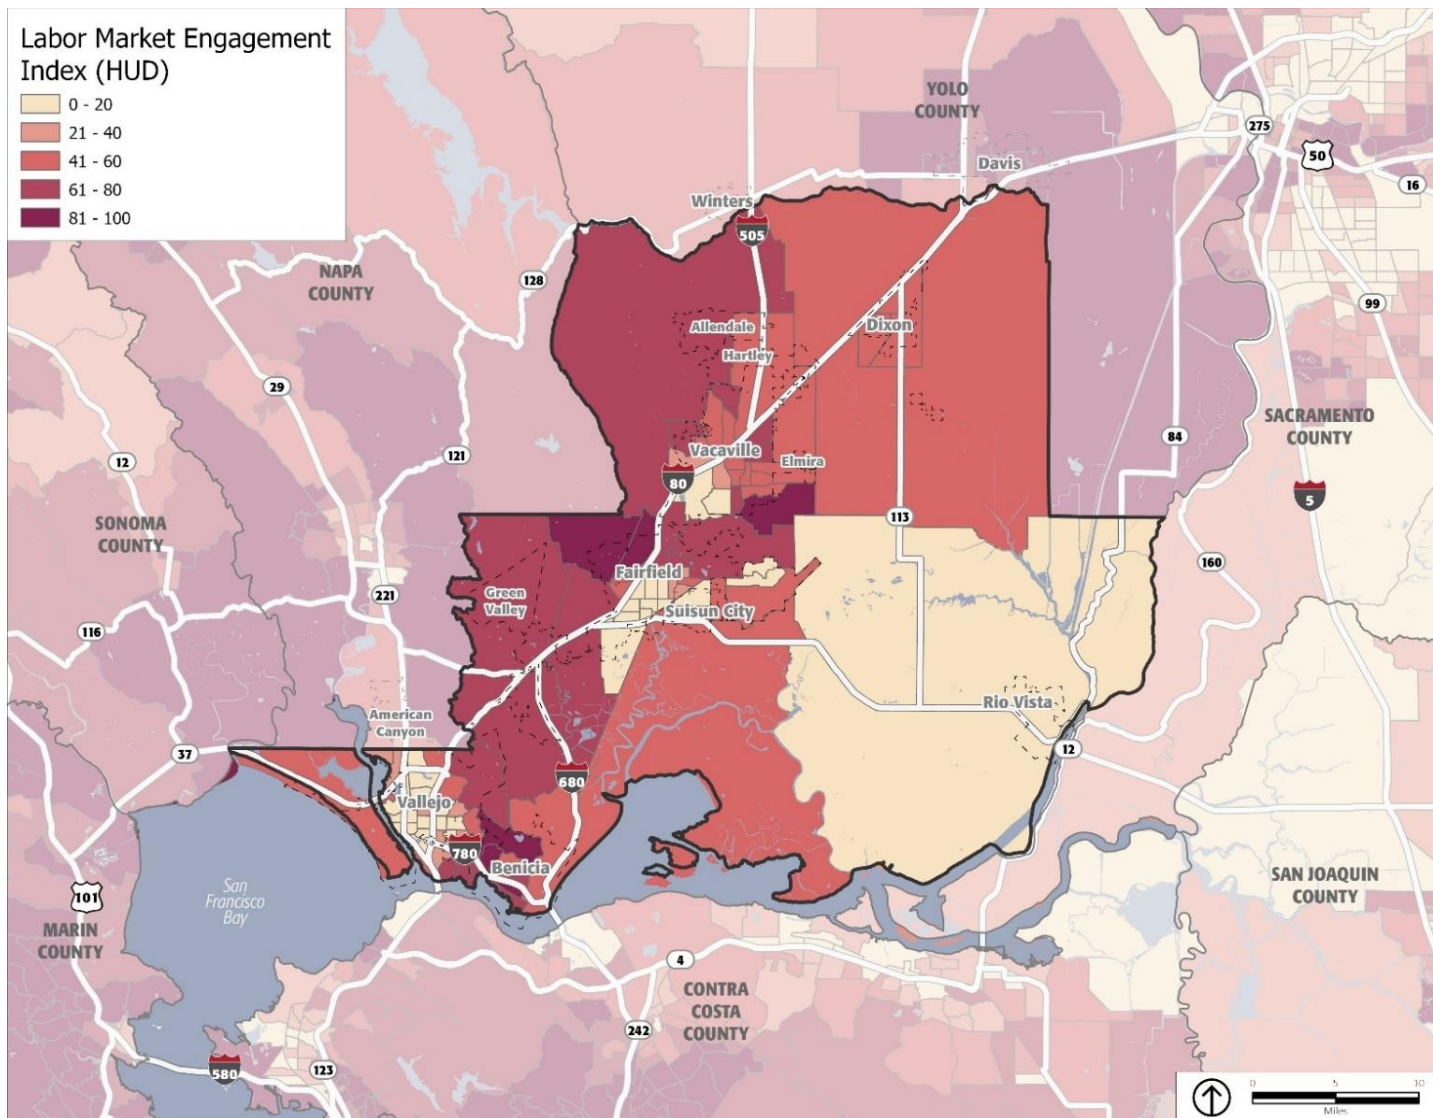 Labor Market Engagement
Index (HUD)
0 - 20
21 - 40
41 - 60
61 - 80
81 - 100
YOLO
COUNTY
275
50
Davis
16
Winters
505
NAPA
COUNTY
128
99
Allendale
Dixon
Hartley
29
SACRAMENTO
COUNTY
84
121
12
Vacaville
Elmira
80
5
SONOMA
COUNTY
113
160
Fairfield
221
Green
Valley
Suisun City
116
Rio Vista
American
Canyon
37
12
680
Vallejo
780
Benicia
San
Francisco
Bay
101
SAN JOAQUIN
COUNTY
MARIN
COUNTY
4
CONTRA
COSTA
COUNTY
242
580
123
0 5 10
Miles